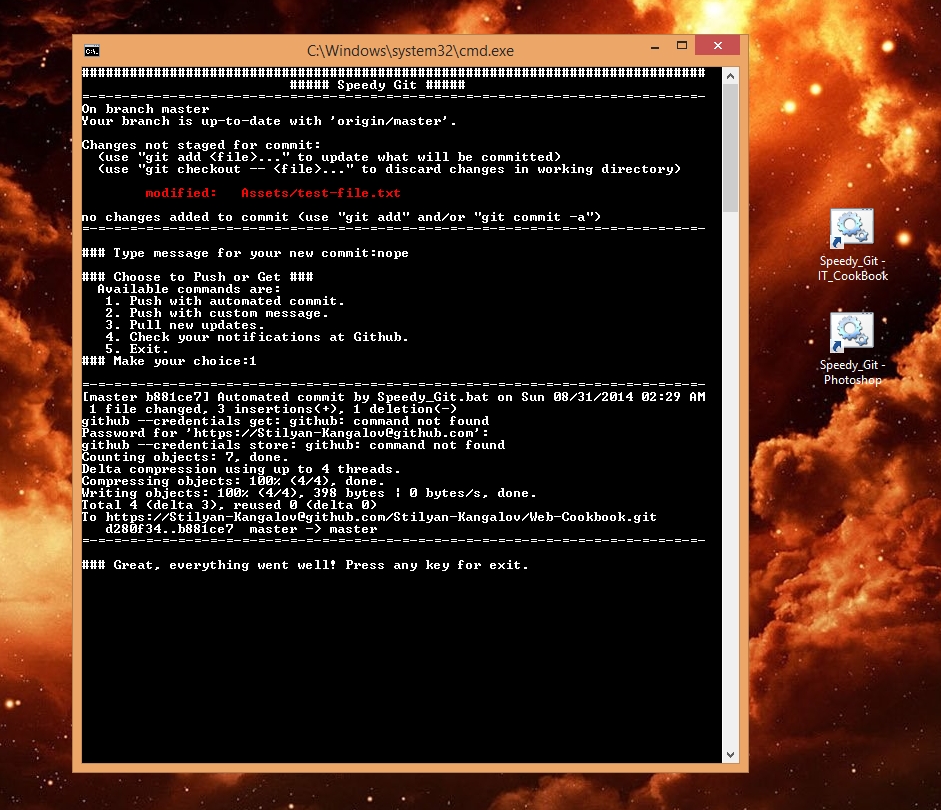 C:\Windows\system32\cmd.exe
##############################################################################
##### Speedy Git #####
=-=-=-=-=-=-=-=-=-=-=-=-=-=-=-=-=-=-=-=-=-=-=-=-=-=-=-=-=-=-=-=-=-=-=-=-=-=-
On branch master
Your branch is up-to-date with 'origin/master'.
Changes not staged for commit:
(use "git add <file>..." to update what will be committed)
(use "git checkout -- <file>..." to discard changes in working directory)
modified:   Assets/test-file.txt
no changes added to commit (use "git add" and/or "git commit -a")
=-=-=-=-=-=-=-=-=-=-=-=-=-=-=-=-=-=-=-=-=-=-=-=-=-=-=-=-=-=-=-=-=-=-=-=-=-=-
### Type message for your new commit:nope
### Choose to Push or Get ###
Available commands are:
1. Push with automated commit.
2. Push with custom message.
3. Pull new updates.
4. Check your notifications at Github.
5. Exit.
### Make your choice:1
=-=-=-=-=-=-=-=-=-=-=-=-=-=-=-=-=-=-=-=-=-=-=-=-=-=-=-=-=-=-=-=-=-=-=-=-=-=-
[master b881ce7] Automated commit by Speedy_Git.bat on Sun 08/31/2014 02:29 AM
1 file changed, 3 insertions(+), 1 deletion(-)
github --credentials get: github: command not found
Password for 'https://Stilyan-Kangalov@github.com':
github --credentials store: github: command not found
Counting objects: 7, done.
Delta compression using up to 4 threads.
Compressing objects: 100% (4/4), done.
Writing objects: 100% (4/4), 398 bytes | 0 bytes/s, done.
Total 4 (delta 3), reused 0 (delta 0)
To https://Stilyan-Kangalov@github.com/Stilyan-Kangalov/Web-Cookbook.git
d280f34..b881ce7  master -> master
=-=-=-=-=-=-=-=-=-=-=-=-=-=-=-=-=-=-=-=-=-=-=-=-=-=-=-=-=-=-=-=-=-=-=-=-=-=-
### Great, everything went well! Press any key for exit.
Speedy_Git -
IT_CookBook
Speedy_Git -
Photoshop